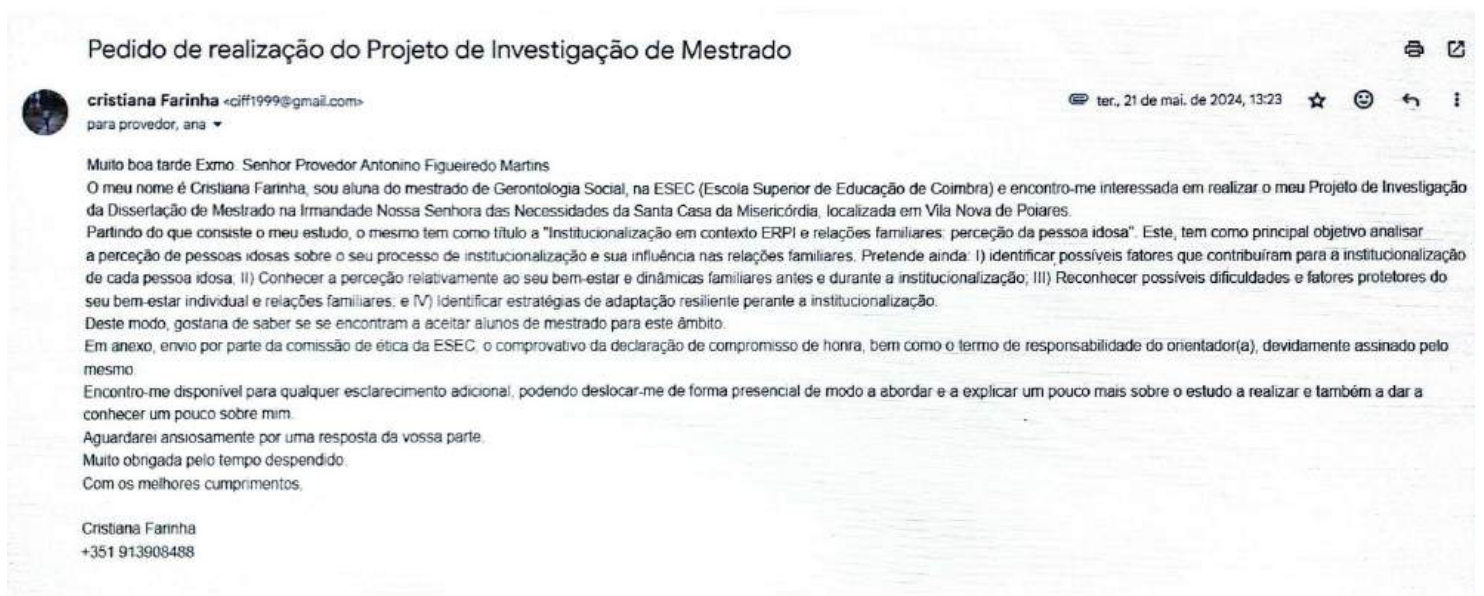 Pedido de realização do Projeto de Investigação de Mestrado
cristiana Farinha <ciff1999@gmail.com>
ter., 21 de mai. de 2024, 13:23
para provedor, ana
Muito boa tarde Exmo. Senhor Provedor Antonino Figueiredo Martins
O meu nome é Cristiana Farinha, sou aluna do mestrado de Gerontologia Social, na ESEC (Escola Superior de Educação de Coimbra) e encontro-me interessada em realizar o meu Projeto de Investigação
da Dissertação de Mestrado na Irmandade Nossa Senhora das Necessidades da Santa Casa da Misericórdia, localizada em Vila Nova de Poiares.
Partindo do que consiste o meu estudo, o mesmo tem como título a "Institucionalização em contexto ERPI e relações familiares: perceção da pessoa idosa". Este, tem como principal objetivo analisar
a perceção de pessoas idosas sobre o seu processo de institucionalização e sua influência nas relações familiares. Pretende ainda: I) identificar possíveis fatores que contribuíram para a institucionalização
de cada pessoa idosa; II) Conhecer a perceção relativamente ao seu bem-estar e dinâmicas familiares antes e durante a institucionalização; III) Reconhecer possíveis dificuldades e fatores protetores do
seu bem-estar individual e relações familiares; e IV) Identificar estratégias de adaptação resiliente perante a institucionalização.
Deste modo, gostaria de saber se se encontram a aceitar alunos de mestrado para este âmbito.
Em anexo, envio por parte da comissão de ética da ESEC, o comprovativo da declaração de compromisso de honra, bem como o termo de responsabilidade do orientador(a), devidamente assinado pelo
mesmo.
Encontro-me disponível para qualquer esclarecimento adicional, podendo deslocar-me de forma presencial de modo a abordar e a explicar um pouco mais sobre o estudo a realizar e também a dar a
conhecer um pouco sobre mim.
Aguardarei ansiosamente por uma resposta da vossa parte.
Muito obrigada pelo tempo despendido.
Com os melhores cumprimentos,
Cristiana Farinha
+351 913908488